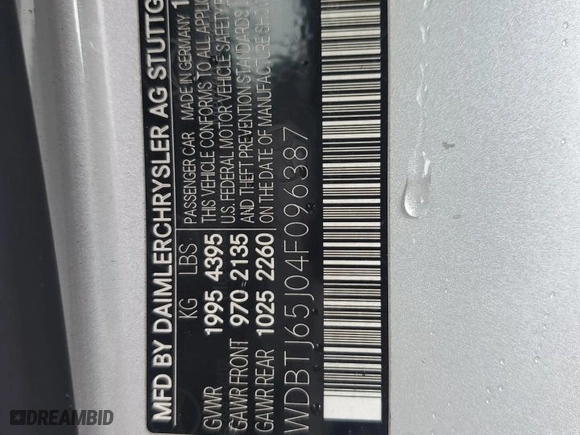 MFD BY DAIMLERCHRYSLER AG STUTTG
KG LBS
GVWR 1995 4395
GAWR FRONT 970 2135
GAWR REAR 1025 2260
PASSENGER CAR MADE IN GERMANY
THIS VEHICLE CONFORMS TO ALL APPLIC
U.S. FEDERAL MOTOR VEHICLE SAFETY
AND THEFT PREVENTION STANDARDS
ON THE DATE OF MANUFACTURE
WDBTJ65J04F096387
DREAMBID